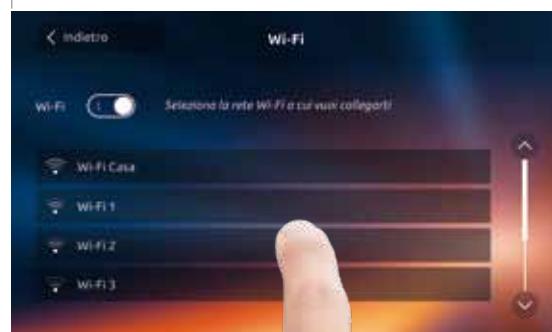 Indietro
Wi-Fi
Wi-Fi
Seleziona la rete Wi-Fi a cui vuoi collegarti
Wi-Fi Casa
Wi-Fi 1
Wi-Fi 2
Wi-Fi 3